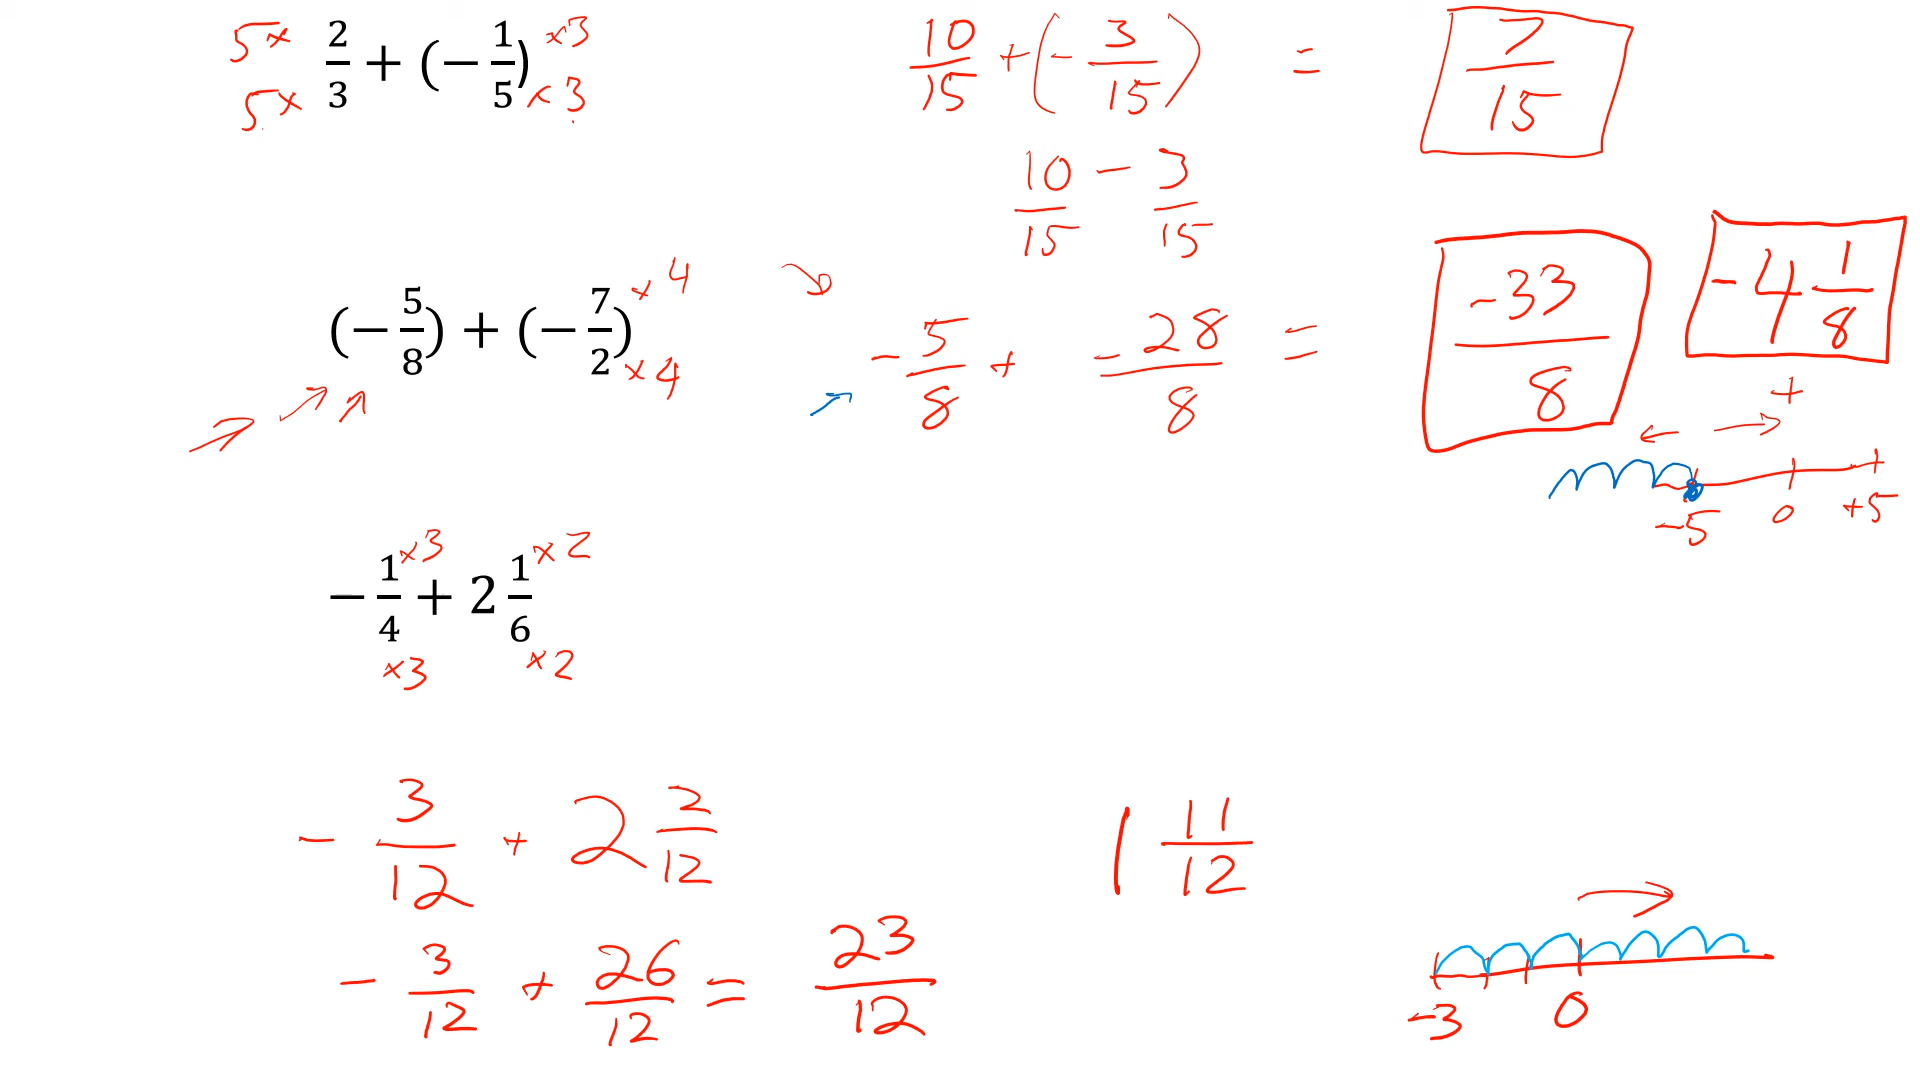 5× 2/3 + (− 1/5) ×3
5× ×3
10/15 + (− 3/15) = 7/15
10/15 − 3/15
(− 5/8) + (− 7/2) ×4
×4
− 5/8 + − 28/8 = −33/8
−4 1/8
+
−5 0 +5
− 1/4 ×3 + 2 1/6 ×2
×3 ×2
− 3/12 + 2 2/12
1 11/12
− 3/12 + 26/12 = 23/12
−3 0